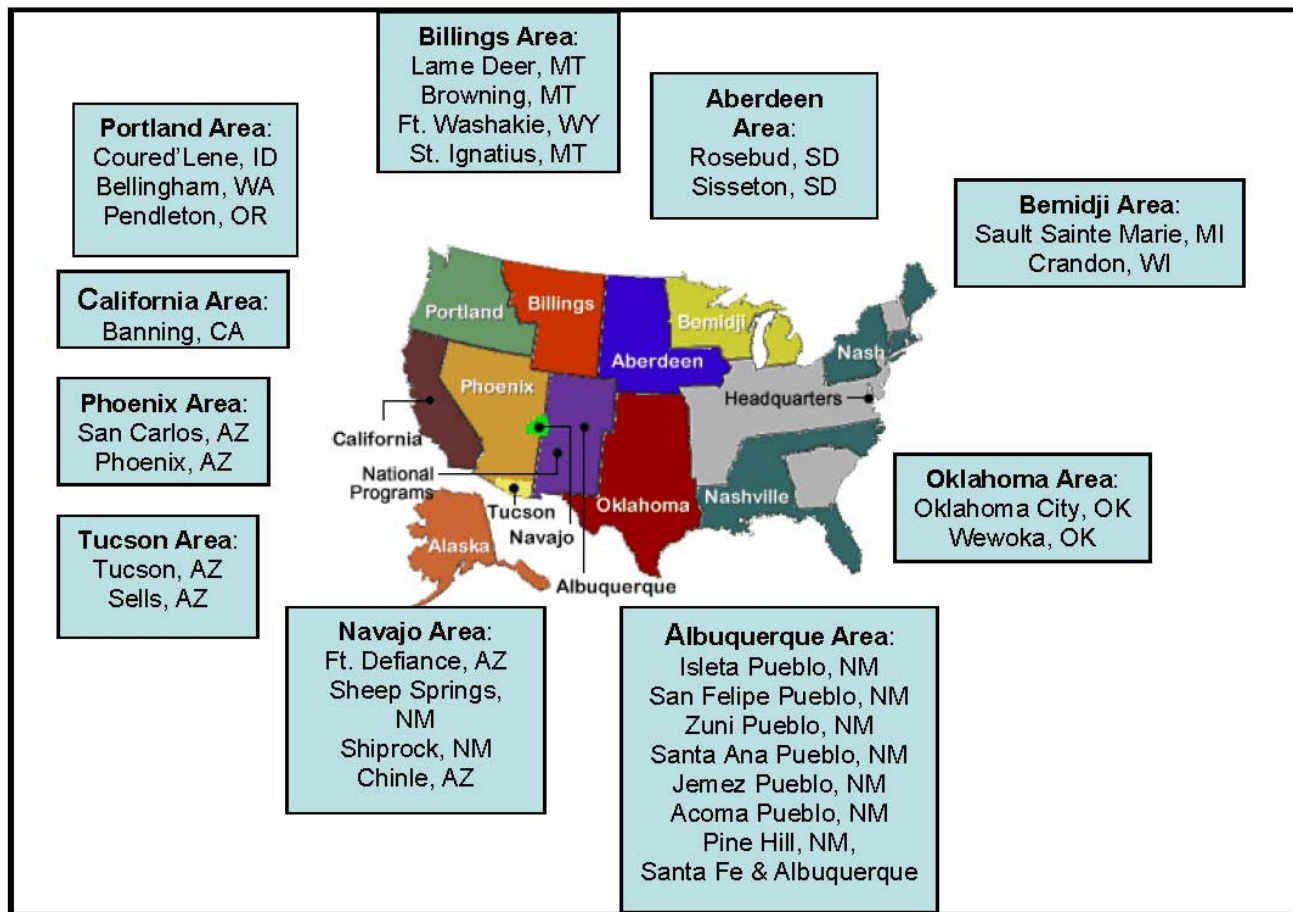 Billings Area:
Lame Deer, MT
Browning, MT
Ft. Washakie, WY
St. Ignatius, MT
Aberdeen
Area:
Rosebud, SD
Sisseton, SD
Portland Area:
Coured'Lene, ID
Bellingham, WA
Pendleton, OR
Bemidji Area:
Sault Sainte Marie, MI
Crandon, WI
California Area:
Banning, CA
Phoenix Area:
San Carlos, AZ
Phoenix, AZ
Tucson Area:
Tucson, AZ
Sells, AZ
Portland
Billings
Bemidji
Aberdeen
Nash
Phoenix
Headquarters
California
National
Programs
Tucson
Navajo
Oklahoma
Nashville
Alaska
Albuquerque
Oklahoma Area:
Oklahoma City, OK
Wewoka, OK
Navajo Area:
Ft. Defiance, AZ
Sheep Springs,
NM
Shiprock, NM
Chinle, AZ
Albuquerque Area:
Isleta Pueblo, NM
San Felipe Pueblo, NM
Zuni Pueblo, NM
Santa Ana Pueblo, NM
Jemez Pueblo, NM
Acoma Pueblo, NM
Pine Hill, NM,
Santa Fe & Albuquerque